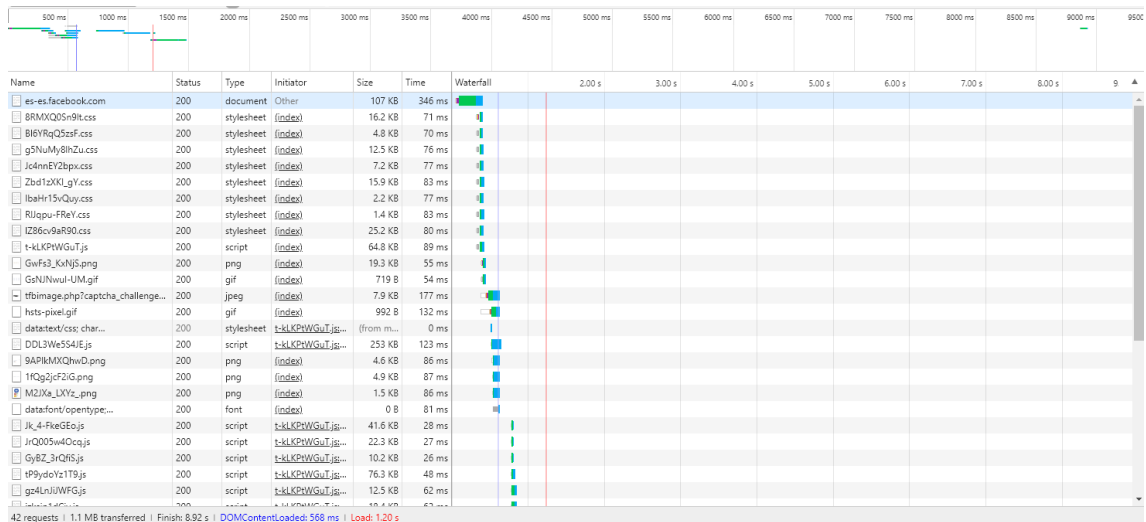 500 ms 1000 ms 1500 ms 2000 ms 2500 ms 3000 ms 3500 ms 4000 ms 4500 ms 5000 ms 5500 ms 6000 ms 6500 ms 7000 ms 7500 ms 8000 ms 8500 ms 9000 ms 9500
Name Status Type Initiator Size Time Waterfall 2.00 s 3.00 s 4.00 s 5.00 s 6.00 s 7.00 s 8.00 s 9.
es-es.facebook.com 200 document Other 107 KB 346 ms
8RMXQ0Sn9It.css 200 stylesheet (index) 16.2 KB 71 ms
BI6YRqQ5zsF.css 200 stylesheet (index) 4.8 KB 70 ms
g5NuMy8IhZu.css 200 stylesheet (index) 12.5 KB 76 ms
Jc4nnEY2bpx.css 200 stylesheet (index) 7.2 KB 77 ms
Zbd1zXKI_gY.css 200 stylesheet (index) 15.9 KB 83 ms
IbaHr15vQuy.css 200 stylesheet (index) 2.2 KB 77 ms
RIJqpu-FReY.css 200 stylesheet (index) 1.4 KB 83 ms
IZ86cv9aR90.css 200 stylesheet (index) 25.2 KB 80 ms
t-kLKPtWGuT.js 200 script (index) 64.8 KB 89 ms
GwFs3_KxNjS.png 200 png (index) 19.3 KB 55 ms
GsNJNwuI-UM.gif 200 gif (index) 719 B 54 ms
tfbimage.php?captcha_challenge... 200 jpeg (index) 7.9 KB 177 ms
hsts-pixel.gif 200 gif (index) 992 B 132 ms
data:text/css; char... 200 stylesheet t-kLKPtWGuT.js:... (from m... 0 ms
DDL3We5S4JE.js 200 script t-kLKPtWGuT.js:... 253 KB 123 ms
9APIkMXQhwD.png 200 png (index) 4.6 KB 86 ms
1fQg2jcF2iG.png 200 png (index) 4.9 KB 87 ms
M2JXa_LXYz_.png 200 png (index) 1.5 KB 86 ms
data:font/opentype;... 200 font (index) 0 B 81 ms
Jk_4-FkeGEo.js 200 script t-kLKPtWGuT.js:... 41.6 KB 28 ms
JrQ005w4Ocq.js 200 script t-kLKPtWGuT.js:... 22.3 KB 27 ms
GyBZ_3rQfiS.js 200 script t-kLKPtWGuT.js:... 10.2 KB 26 ms
tP9ydoYz1T9.js 200 script t-kLKPtWGuT.js:... 76.3 KB 48 ms
gz4LnJiJWFG.js 200 script t-kLKPtWGuT.js:... 12.5 KB 62 ms
42 requests | 1.1 MB transferred | Finish: 8.92 s | DOMContentLoaded: 568 ms | Load: 1.20 s